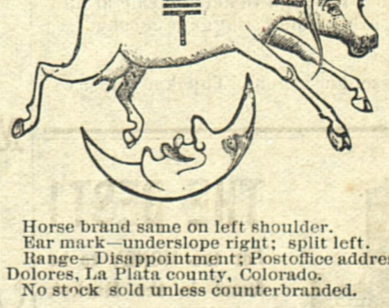 Horse brand same on left shoulder.
Ear mark—underslope right; split left.
Range—Disappointment; Postoffice addre
Dolores, La Plata county, Colorado.
No stock sold unless counterbranded.